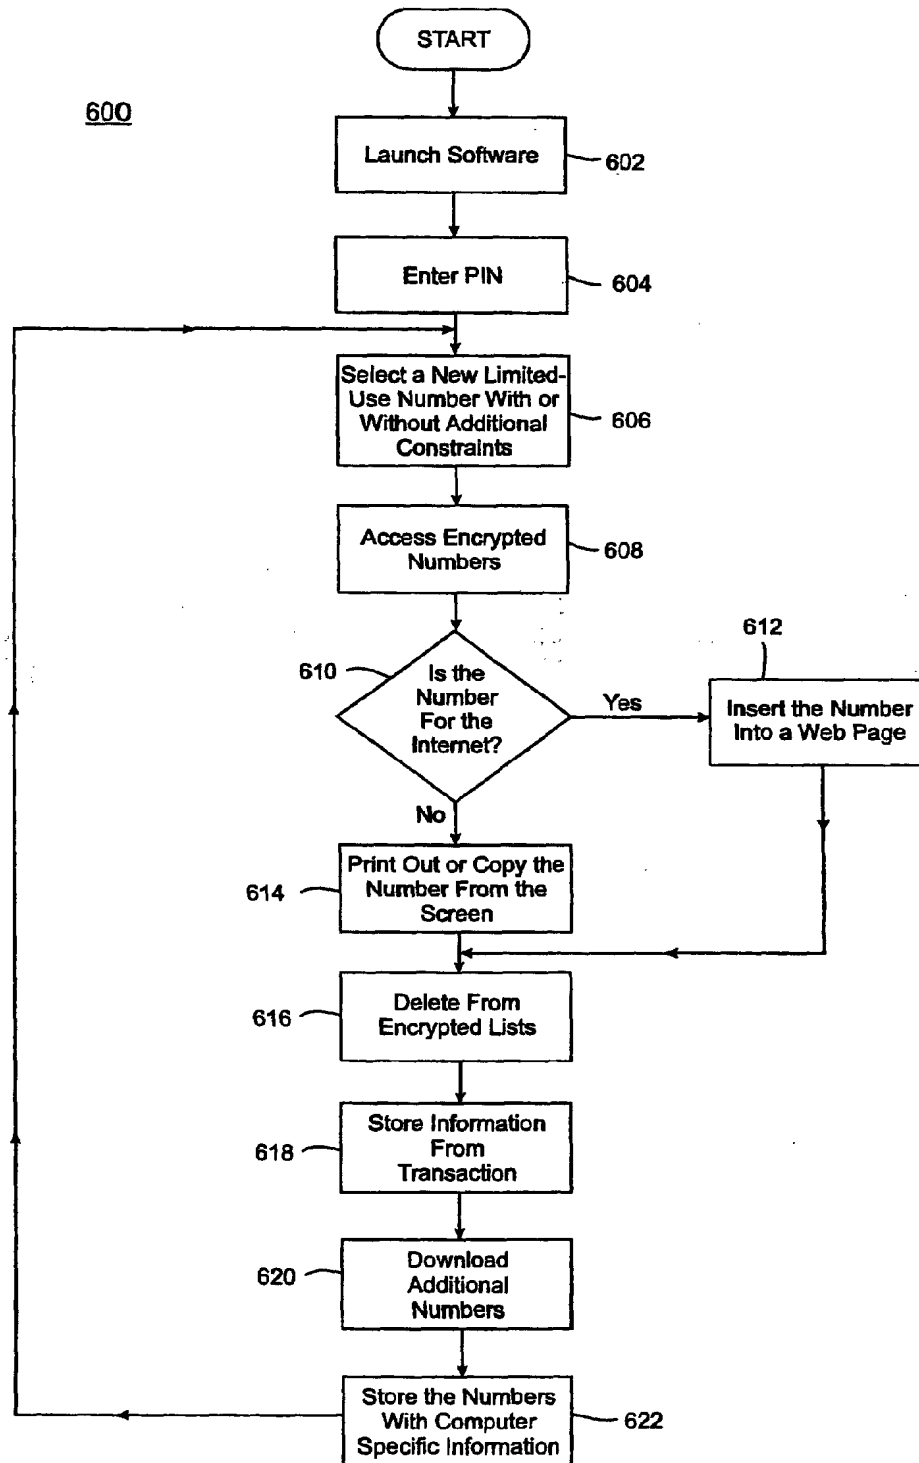 START
600
Launch Software
602
Enter PIN
604
Select a New Limited-
Use Number With or
Without Additional
Constraints
606
Access Encrypted
Numbers
608
610
Is the
Number
For the
Internet?
Yes
612
Insert the Number
Into a Web Page
No
614
Print Out or Copy the
Number From the
Screen
616
Delete From
Encrypted Lists
618
Store Information
From
Transaction
620
Download
Additional
Numbers
Store the Numbers
With Computer
Specific Information
622